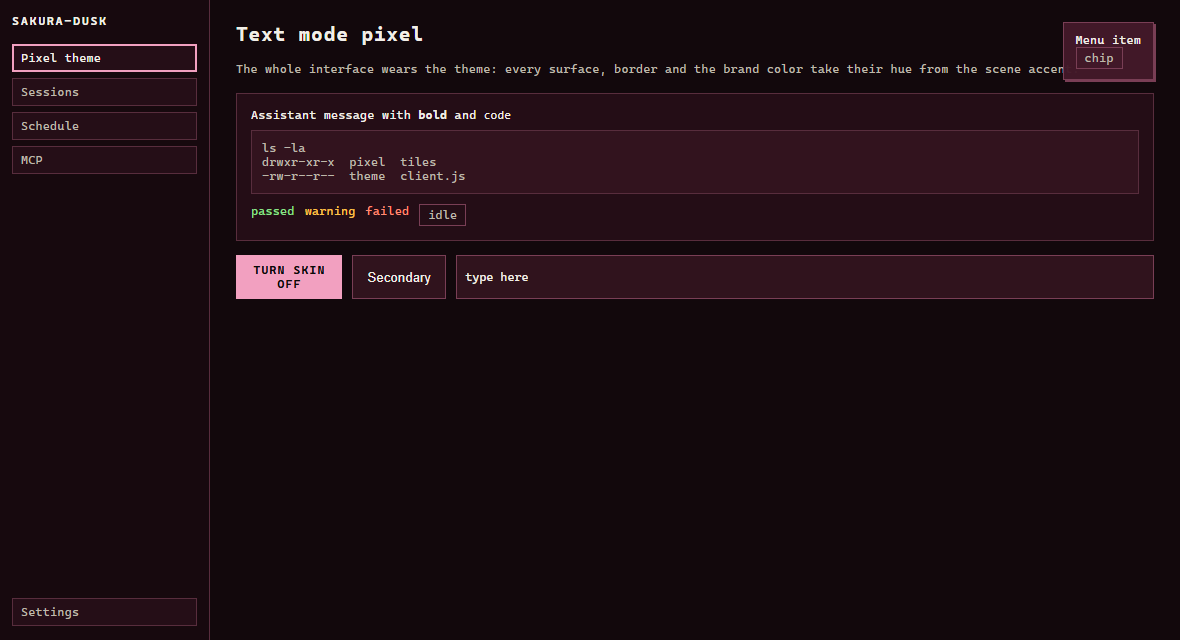 SAKURA-DUSK
Pixel theme
Sessions
Schedule
MCP
Settings
Text mode pixel
The whole interface wears the theme: every surface, border and the brand color take their hue from the scene
Menu item
chip
Assistant message with bold and code
ls -la
drwxr-xr-x  pixel  tiles
-rw-r--r--  theme  client.js
passed warning failed idle
TURN SKIN
OFF
Secondary
type here